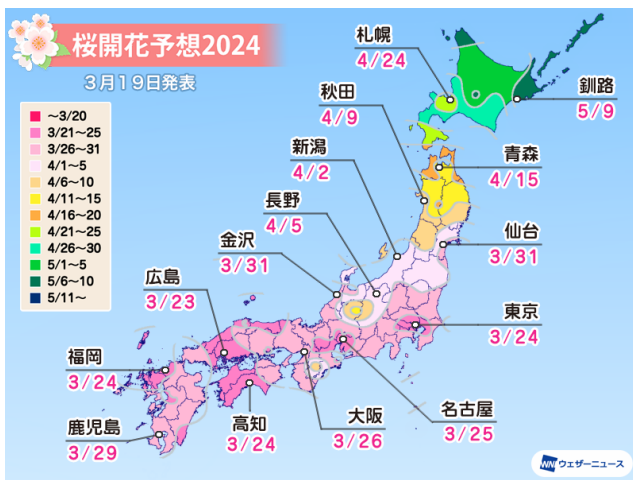 桜開花予想2024
3月19日発表
～3/20
3/21～25
3/26～31
4/1～5
4/6～10
4/11～15
4/16～20
4/21～25
4/26～30
5/1～5
5/6～10
5/11～
札幌
4/24
釧路
5/9
秋田
4/9
青森
4/15
新潟
4/2
長野
4/5
仙台
3/31
金沢
3/31
広島
3/23
東京
3/24
福岡
3/24
名古屋
3/25
大阪
3/26
高知
3/24
鹿児島
3/29
WNI ウェザーニュース